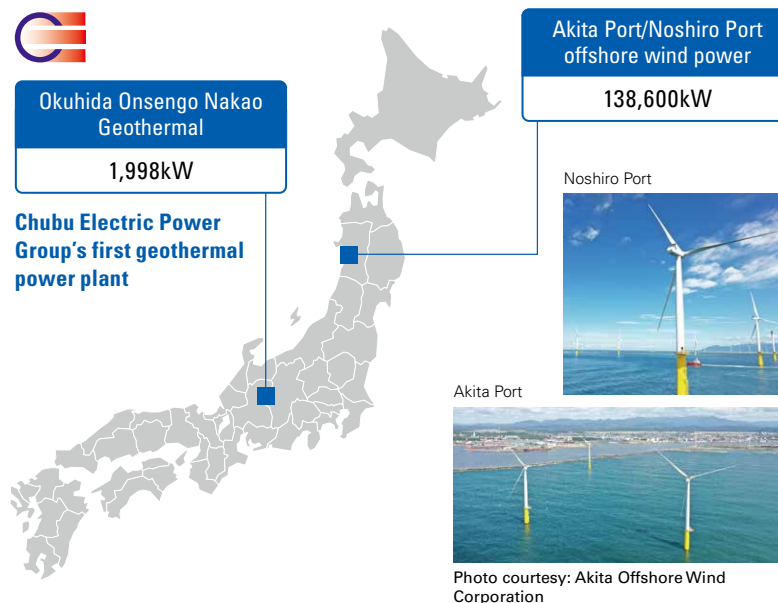 Akita Port/Noshiro Port
offshore wind power
138,600kW
Okuhida Onsengo Nakao
Geothermal
1,998kW
Chubu Electric Power
Group's first geothermal
power plant
Noshiro Port
Akita Port
Photo courtesy: Akita Offshore Wind
Corporation